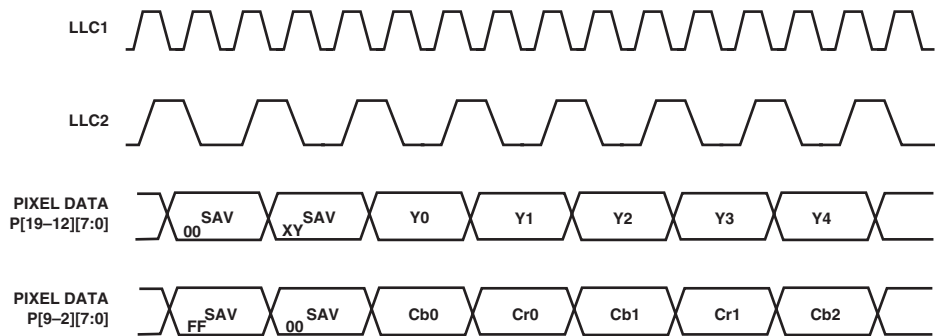 LLC1
LLC2
PIXEL DATA
P[19–12][7:0]
00 SAV
XY SAV
Y0
Y1
Y2
Y3
Y4
PIXEL DATA
P[9–2][7:0]
FF SAV
00 SAV
Cb0
Cr0
Cb1
Cr1
Cb2